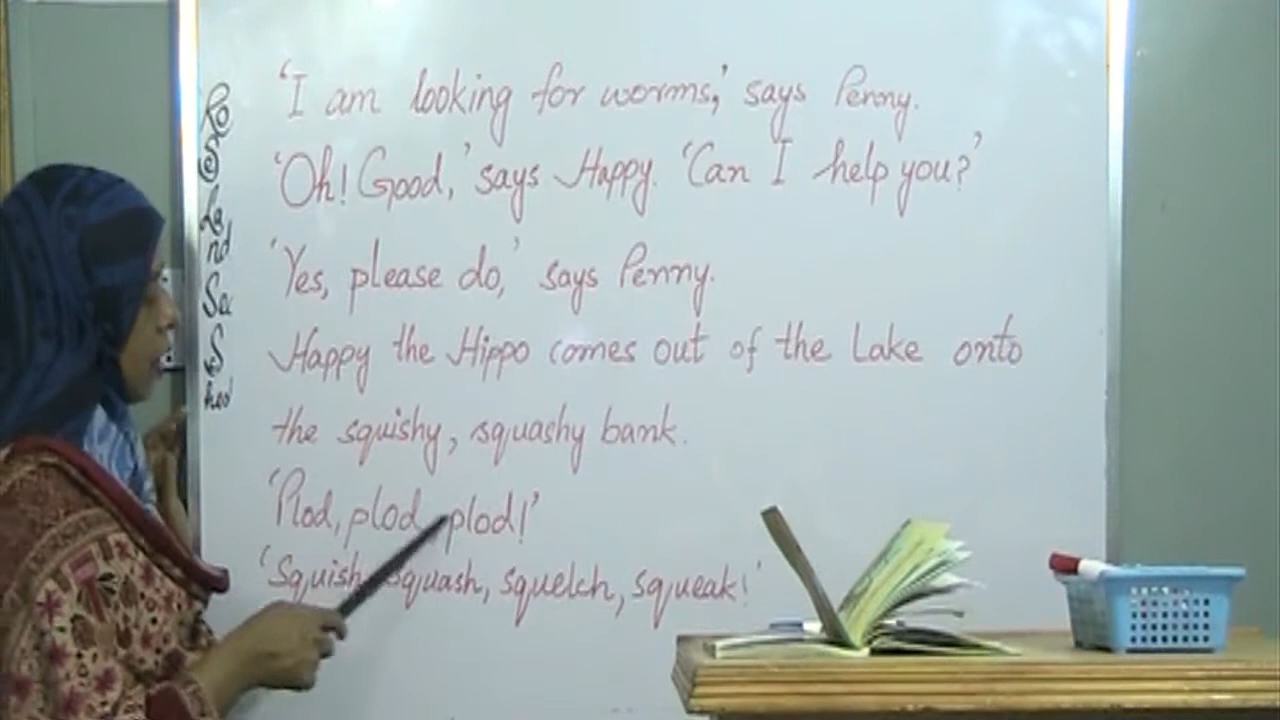 'I am looking for worms,' says Penny.
'Oh! Good,' says Happy. 'Can I help you?'
'Yes, please do,' says Penny.
Happy the Hippo comes out of the Lake onto
the squishy, squashy bank.
'Plod, plod, plod!'
'Squish, squash, squelch, squeak!'